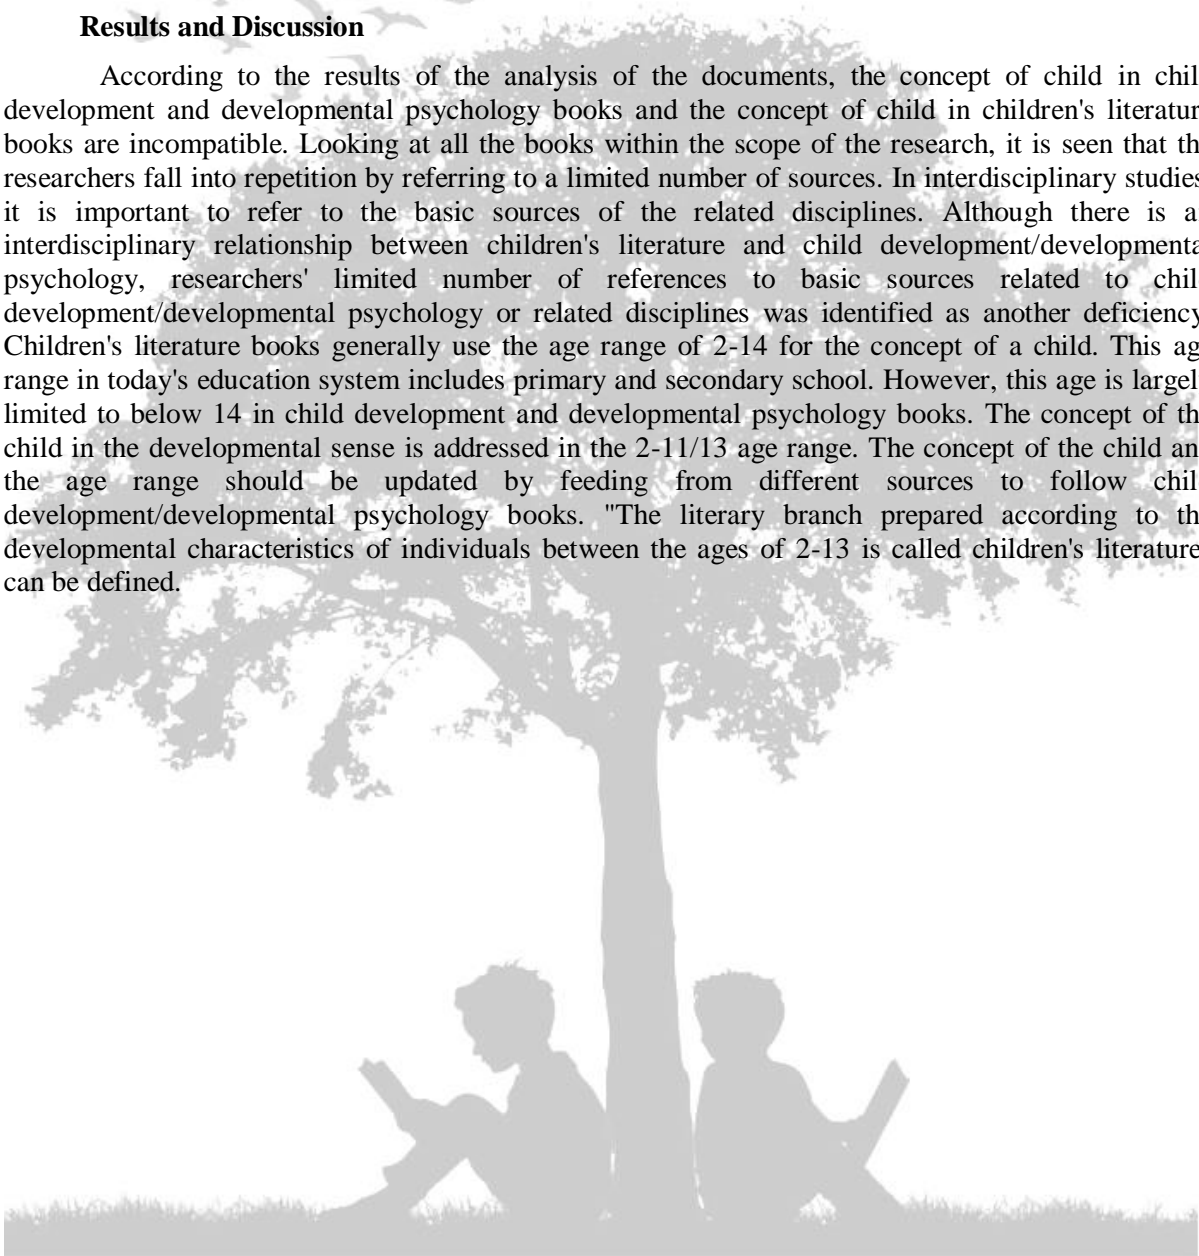 Results and Discussion
According to the results of the analysis of the documents, the concept of child in chil
development and developmental psychology books and the concept of child in children's literatur
books are incompatible. Looking at all the books within the scope of the research, it is seen that th
researchers fall into repetition by referring to a limited number of sources. In interdisciplinary studies
it is important to refer to the basic sources of the related disciplines. Although there is a
interdisciplinary relationship between children's literature and child development/developmenta
psychology, researchers' limited number of references to basic sources related to chil
development/developmental psychology or related disciplines was identified as another deficiency
Children's literature books generally use the age range of 2-14 for the concept of a child. This ag
range in today's education system includes primary and secondary school. However, this age is largel
limited to below 14 in child development and developmental psychology books. The concept of th
child in the developmental sense is addressed in the 2-11/13 age range. The concept of the child an
the age range should be updated by feeding from different sources to follow chil
development/developmental psychology books. "The literary branch prepared according to th
developmental characteristics of individuals between the ages of 2-13 is called children's literature
can be defined.